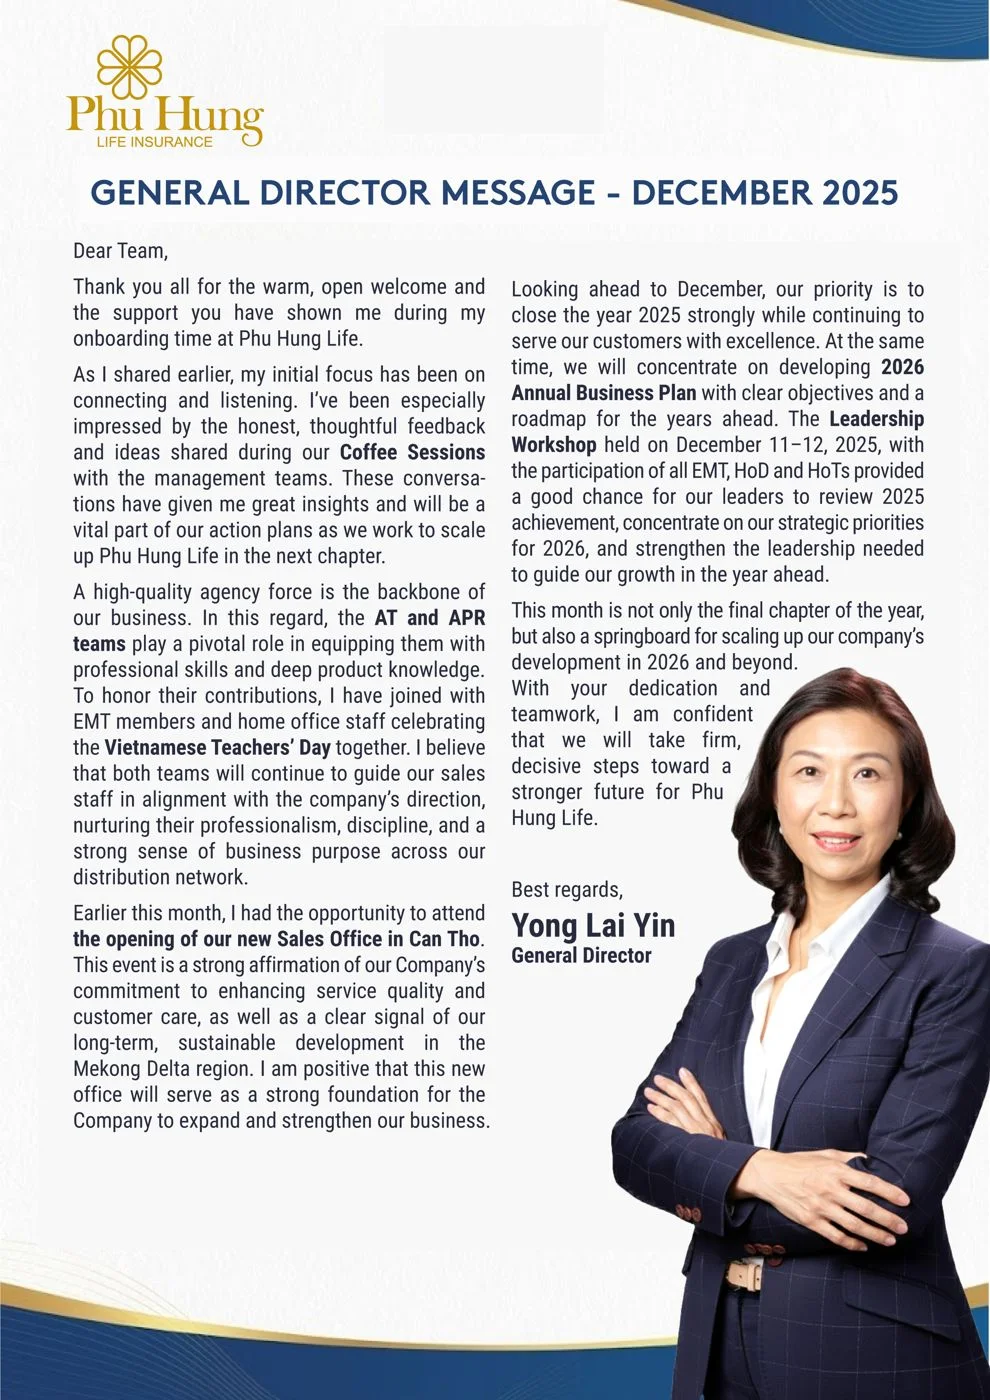 Phu Hung
LIFE INSURANCE
GENERAL DIRECTOR MESSAGE - DECEMBER 2025
Dear Team,
Thank you all for the warm, open welcome and
the support you have shown me during my
onboarding time at Phu Hung Life.
As I shared earlier, my initial focus has been on
connecting and listening. I’ve been especially
impressed by the honest, thoughtful feedback
and ideas shared during our Coffee Sessions
with the management teams. These conversa-
tions have given me great insights and will be a
vital part of our action plans as we work to scale
up Phu Hung Life in the next chapter.
A high-quality agency force is the backbone of
our business. In this regard, the AT and APR
teams play a pivotal role in equipping them with
professional skills and deep product knowledge.
To honor their contributions, I have joined with
EMT members and home office staff celebrating
the Vietnamese Teachers’ Day together. I believe
that both teams will continue to guide our sales
staff in alignment with the company’s direction,
nurturing their professionalism, discipline, and a
strong sense of business purpose across our
distribution network.
Earlier this month, I had the opportunity to attend
the opening of our new Sales Office in Can Tho.
This event is a strong affirmation of our Company’s
commitment to enhancing service quality and
customer care, as well as a clear signal of our
long-term, sustainable development in the
Mekong Delta region. I am positive that this new
office will serve as a strong foundation for the
Company to expand and strengthen our business.
Looking ahead to December, our priority is to
close the year 2025 strongly while continuing to
serve our customers with excellence. At the same
time, we will concentrate on developing 2026
Annual Business Plan with clear objectives and a
roadmap for the years ahead. The Leadership
Workshop held on December 11–12, 2025, with
the participation of all EMT, HoD and HoTs provided
a good chance for our leaders to review 2025
achievement, concentrate on our strategic priorities
for 2026, and strengthen the leadership needed
to guide our growth in the year ahead.
This month is not only the final chapter of the year,
but also a springboard for scaling up our company’s
development in 2026 and beyond.
With your dedication and
teamwork, I am confident
that we will take firm,
decisive steps toward a
stronger future for Phu
Hung Life.
Best regards,
Yong Lai Yin
General Director